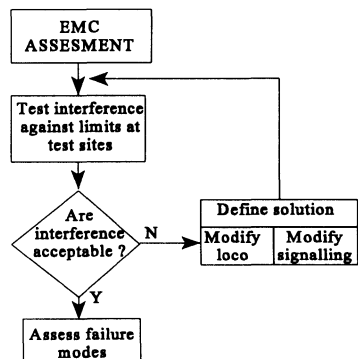 EMC
ASSESMENT
Test interference
against limits at
test sites
Are
interference
acceptable ?
N
Y
Define solution
Modify
loco
Modify
signalling
Assess failure
modes